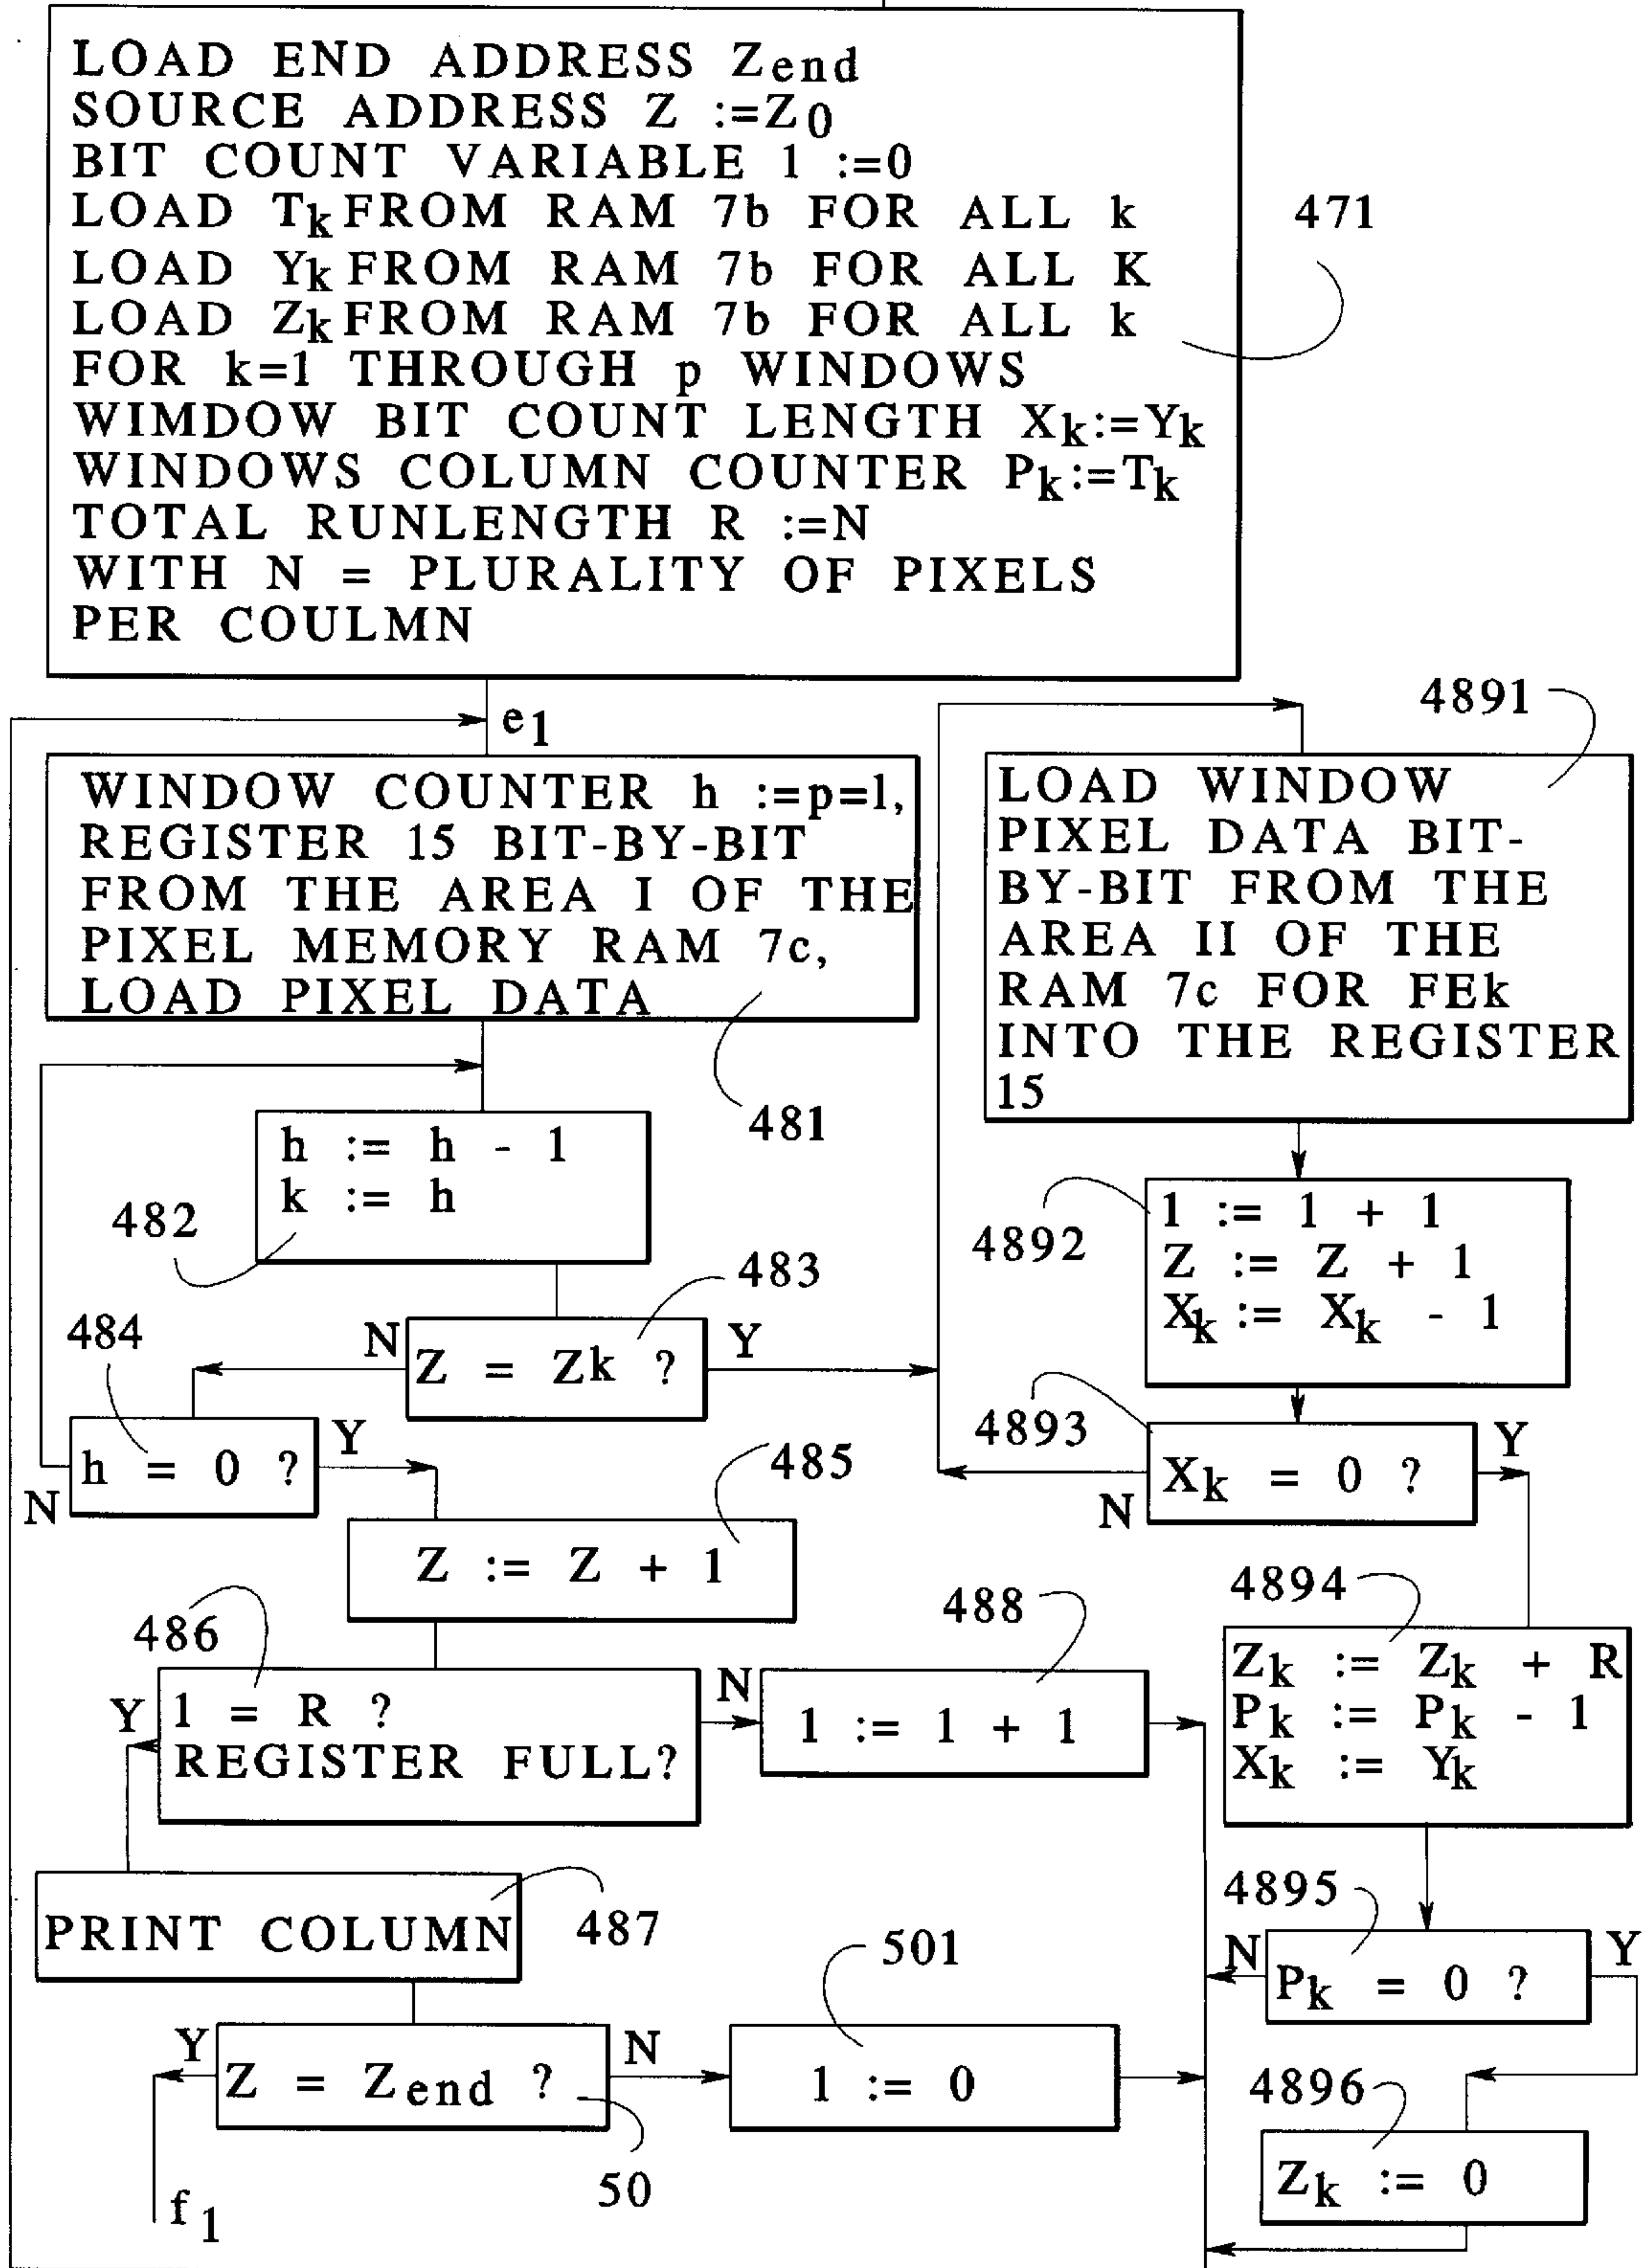 LOAD END ADDRESS Zend
SOURCE ADDRESS Z :=Z0
BIT COUNT VARIABLE 1 :=0
LOAD Tk FROM RAM 7b FOR ALL k
LOAD Yk FROM RAM 7b FOR ALL K
LOAD Zk FROM RAM 7b FOR ALL k
FOR k=1 THROUGH p WINDOWS
WIMDOW BIT COUNT LENGTH Xk:=Yk
WINDOWS COLUMN COUNTER Pk:=Tk
TOTAL RUNLENGTH R :=N
WITH N = PLURALITY OF PIXELS
PER COULMN
471
e1
WINDOW COUNTER h :=p=1,
REGISTER 15 BIT-BY-BIT
FROM THE AREA I OF THE
PIXEL MEMORY RAM 7c,
LOAD PIXEL DATA
481
h := h - 1
k := h
482
483
Z = Zk ?
N
Y
484
h = 0 ?
Y
N
485
Z := Z + 1
486
1 = R ?
REGISTER FULL?
Y
N
488
1 := 1 + 1
PRINT COLUMN
487
Z = Zend ?
Y
N
50
f1
501
1 := 0
4891
LOAD WINDOW
PIXEL DATA BIT-
BY-BIT FROM THE
AREA II OF THE
RAM 7c FOR FEk
INTO THE REGISTER
15
4892
1 := 1 + 1
Z := Z + 1
Xk := Xk - 1
4893
Xk = 0 ?
Y
N
4894
Zk := Zk + R
Pk := Pk - 1
Xk := Yk
4895
Pk = 0 ?
N
Y
4896
Zk := 0